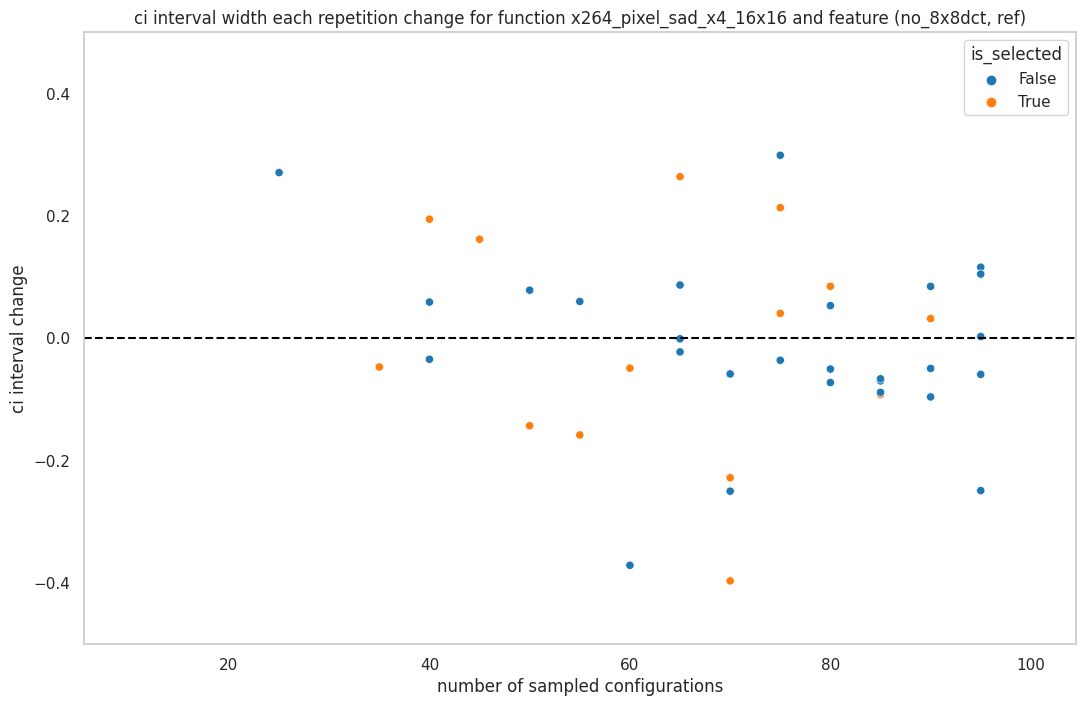 ci interval width each repetition change for function x264_pixel_sad_x4_16x16 and feature (no_8x8dct, ref)
is_selected
False
True
0.4
0.2
0.0
−0.2
−0.4
ci interval change
20
40
60
80
100
number of sampled configurations